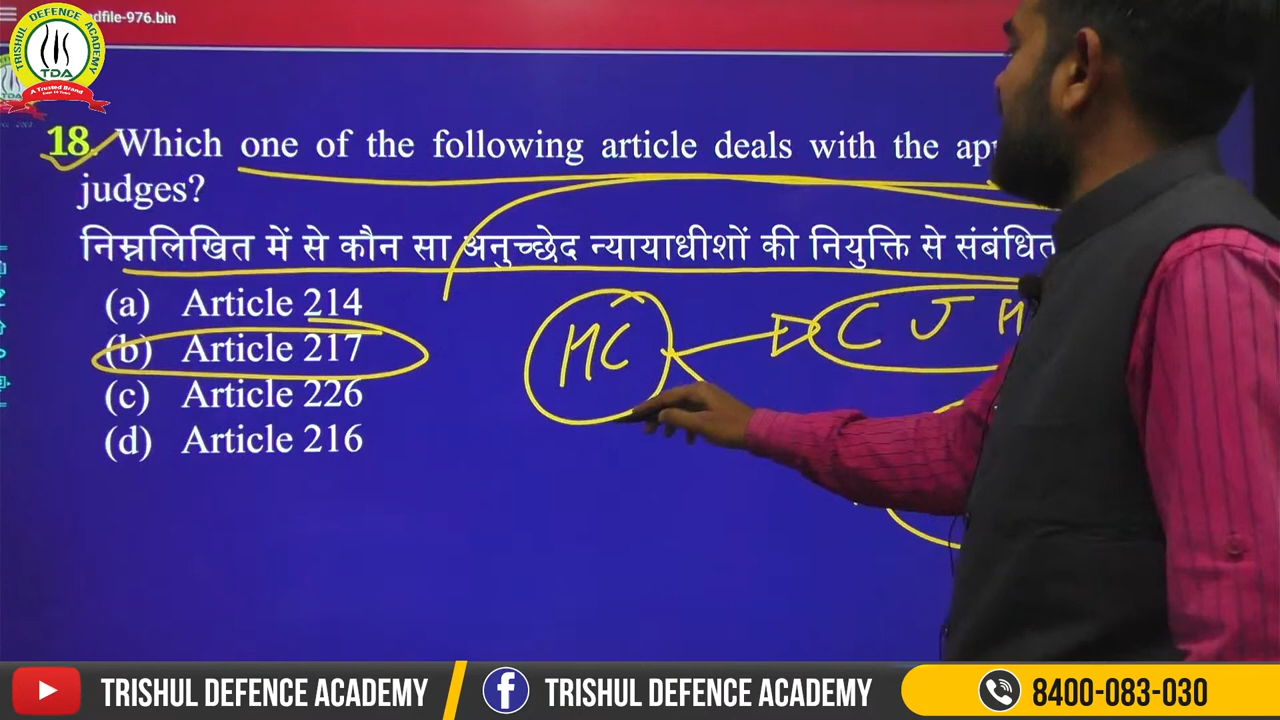 dfile-976.bin
TRISHUL DEFENCE ACADEMY
TDA
A Trusted Brand
18. Which one of the following article deals with the ap
judges?
निम्नलिखित में से कौन सा अनुच्छेद न्यायाधीशों की नियुक्ति से संबंधित
(a) Article 214
(b) Article 217
(c) Article 226
(d) Article 216
HC
C J H
TRISHUL DEFENCE ACADEMY
TRISHUL DEFENCE ACADEMY
8400-083-030